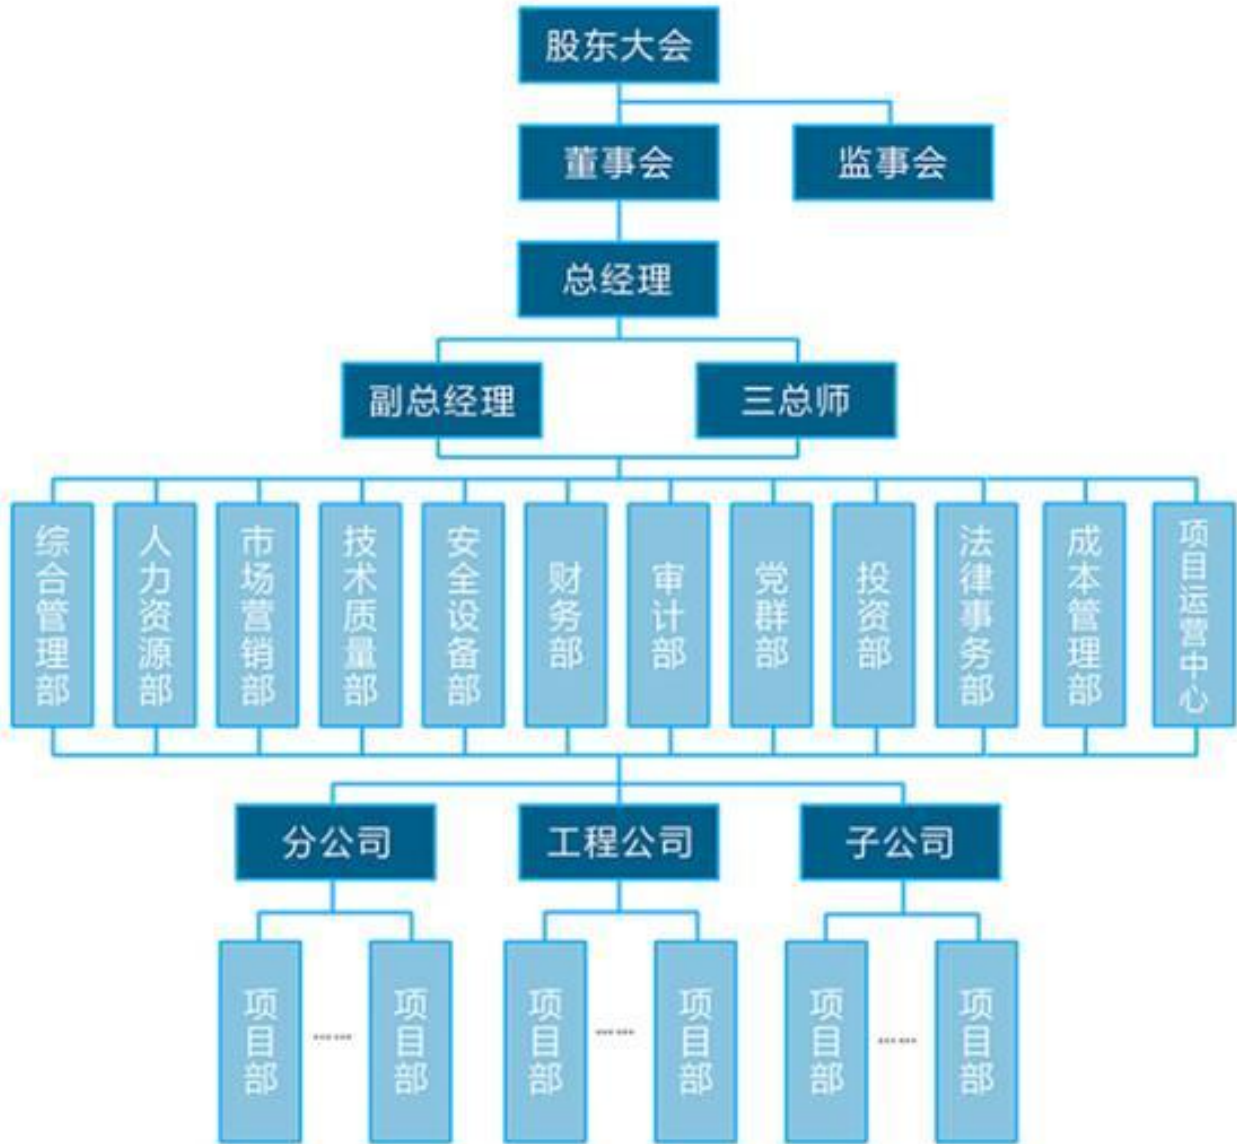 股东大会
董事会
监事会
总经理
副总经理
三总师
综合管理部
人力资源部
市场营销部
技术质量部
安全设备部
财务部
审计部
党群部
投资部
法律事务部
成本管理部
项目运营中心
分公司
工程公司
子公司
项目部
……
项目部
项目部
……
项目部
项目部
……
项目部